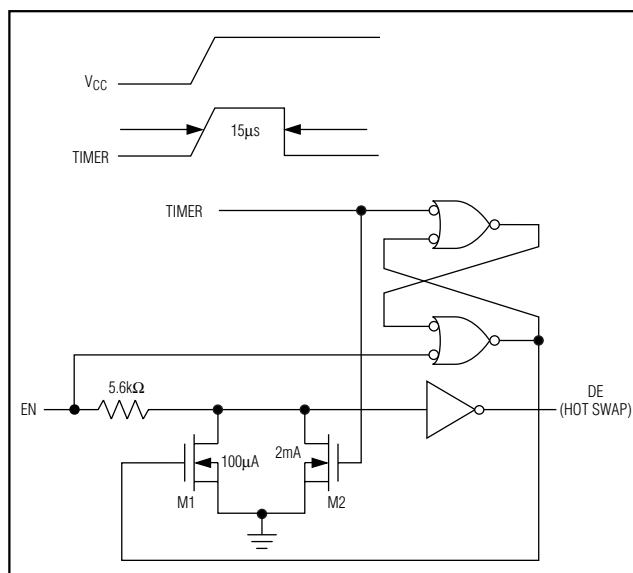 VCC
15µs
TIMER
TIMER
5.6kΩ
EN
DE
(HOT SWAP)
100µA
2mA
M1
M2